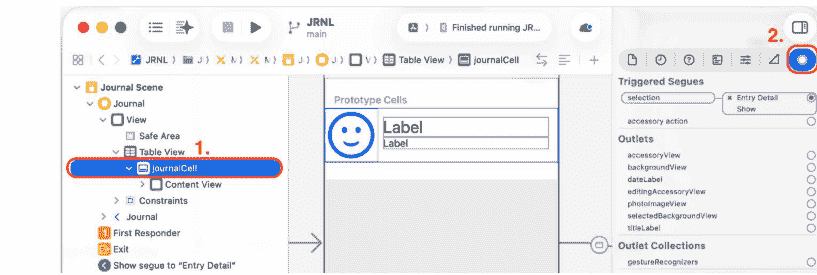 JRNL
main
Finished running JR...
2.
JRNL
J
M
M
J
J
V
Table View
journalCell
Journal Scene
Journal
View
Safe Area
Table View
1.
journalCell
Content View
Constraints
Journal
First Responder
Exit
Show segue to "Entry Detail"
Prototype Cells
Label
Label
Triggered Segues
selection
Entry Detail
Show
accessory action
Outlets
accessoryView
backgroundView
dateLabel
editingAccessoryView
photoImageView
selectedBackgroundView
titleLabel
Outlet Collections
gestureRecognizers